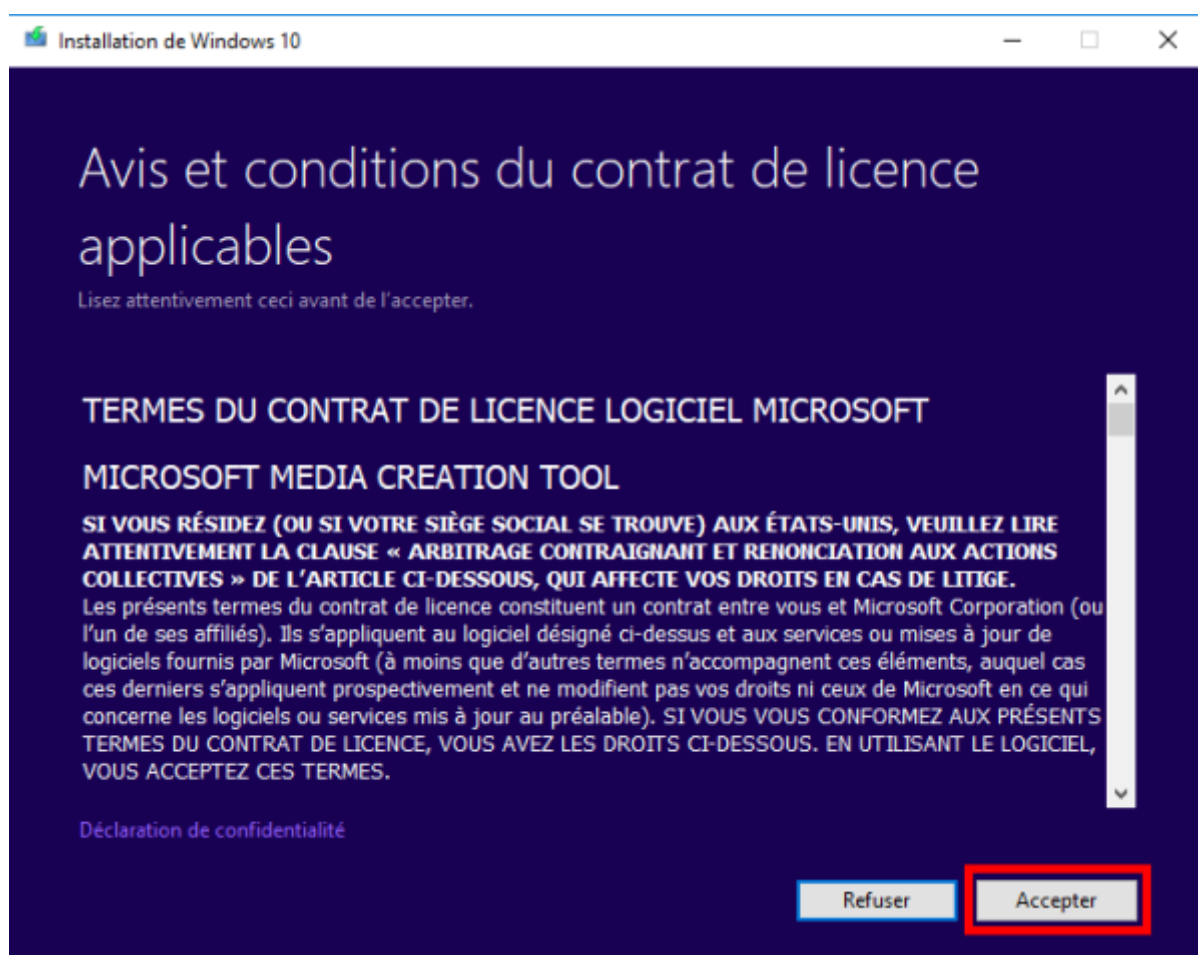 Installation de Windows 10
Avis et conditions du contrat de licence
applicables
Lisez attentivement ceci avant de l'accepter.
TERMES DU CONTRAT DE LICENCE LOGICIEL MICROSOFT
MICROSOFT MEDIA CREATION TOOL
SI VOUS RÉSIDEZ (OU SI VOTRE SIÈGE SOCIAL SE TROUVE) AUX ÉTATS-UNIS, VEUILLEZ LIRE
ATTENTIVEMENT LA CLAUSE « ARBITRAGE CONTRAIGNANT ET RENONCIATION AUX ACTIONS
COLLECTIVES » DE L'ARTICLE CI-DESSOUS, QUI AFFECTE VOS DROITS EN CAS DE LITIGE.
Les présents termes du contrat de licence constituent un contrat entre vous et Microsoft Corporation (ou
l'un de ses affiliés). Ils s'appliquent au logiciel désigné ci-dessus et aux services ou mises à jour de
logiciels fournis par Microsoft (à moins que d'autres termes n'accompagnent ces éléments, auquel cas
ces derniers s'appliquent prospectivement et ne modifient pas vos droits ni ceux de Microsoft en ce qui
concerne les logiciels ou services mis à jour au préalable). SI VOUS VOUS CONFORMEZ AUX PRÉSENTS
TERMES DU CONTRAT DE LICENCE, VOUS AVEZ LES DROITS CI-DESSOUS. EN UTILISANT LE LOGICIEL,
VOUS ACCEPTEZ CES TERMES.
Déclaration de confidentialité
Refuser
Accepter